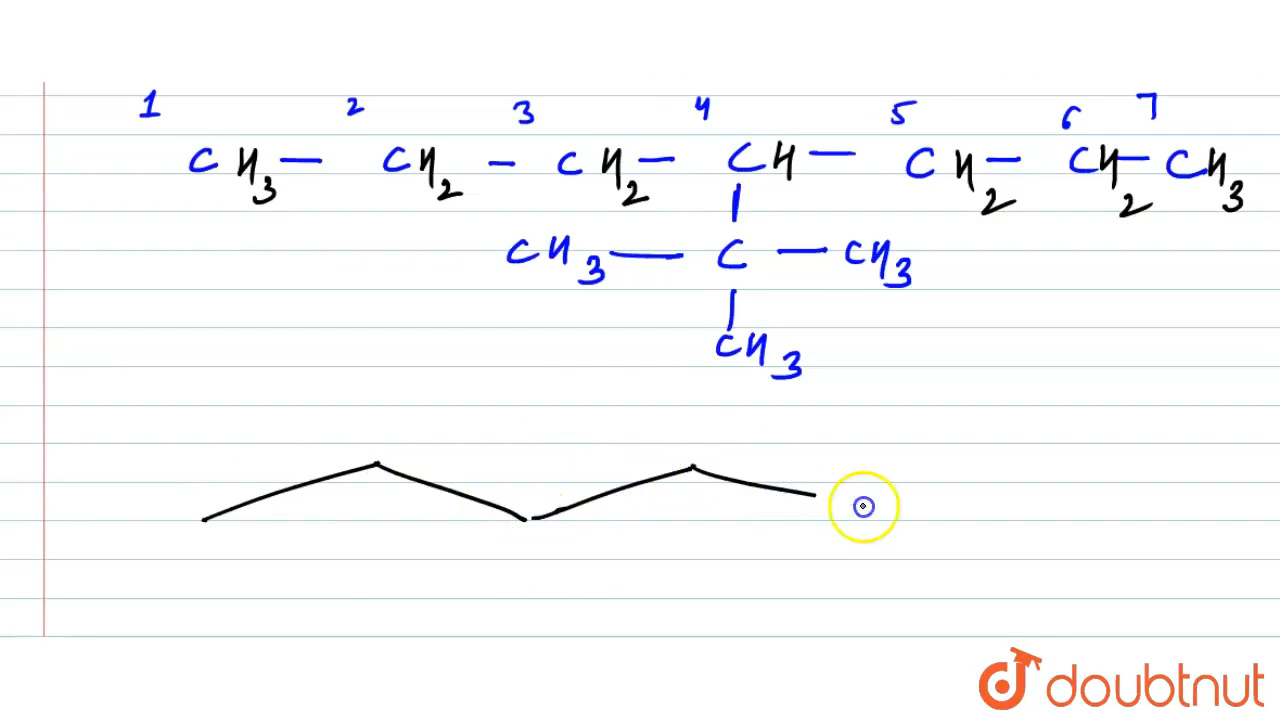 1 2 3 4 5 6 7
CH3 — CH2 — CH2 — CH — CH2 — CH2 — CH3
|
CH3 — C — CH3
|
CH3
doubtnut